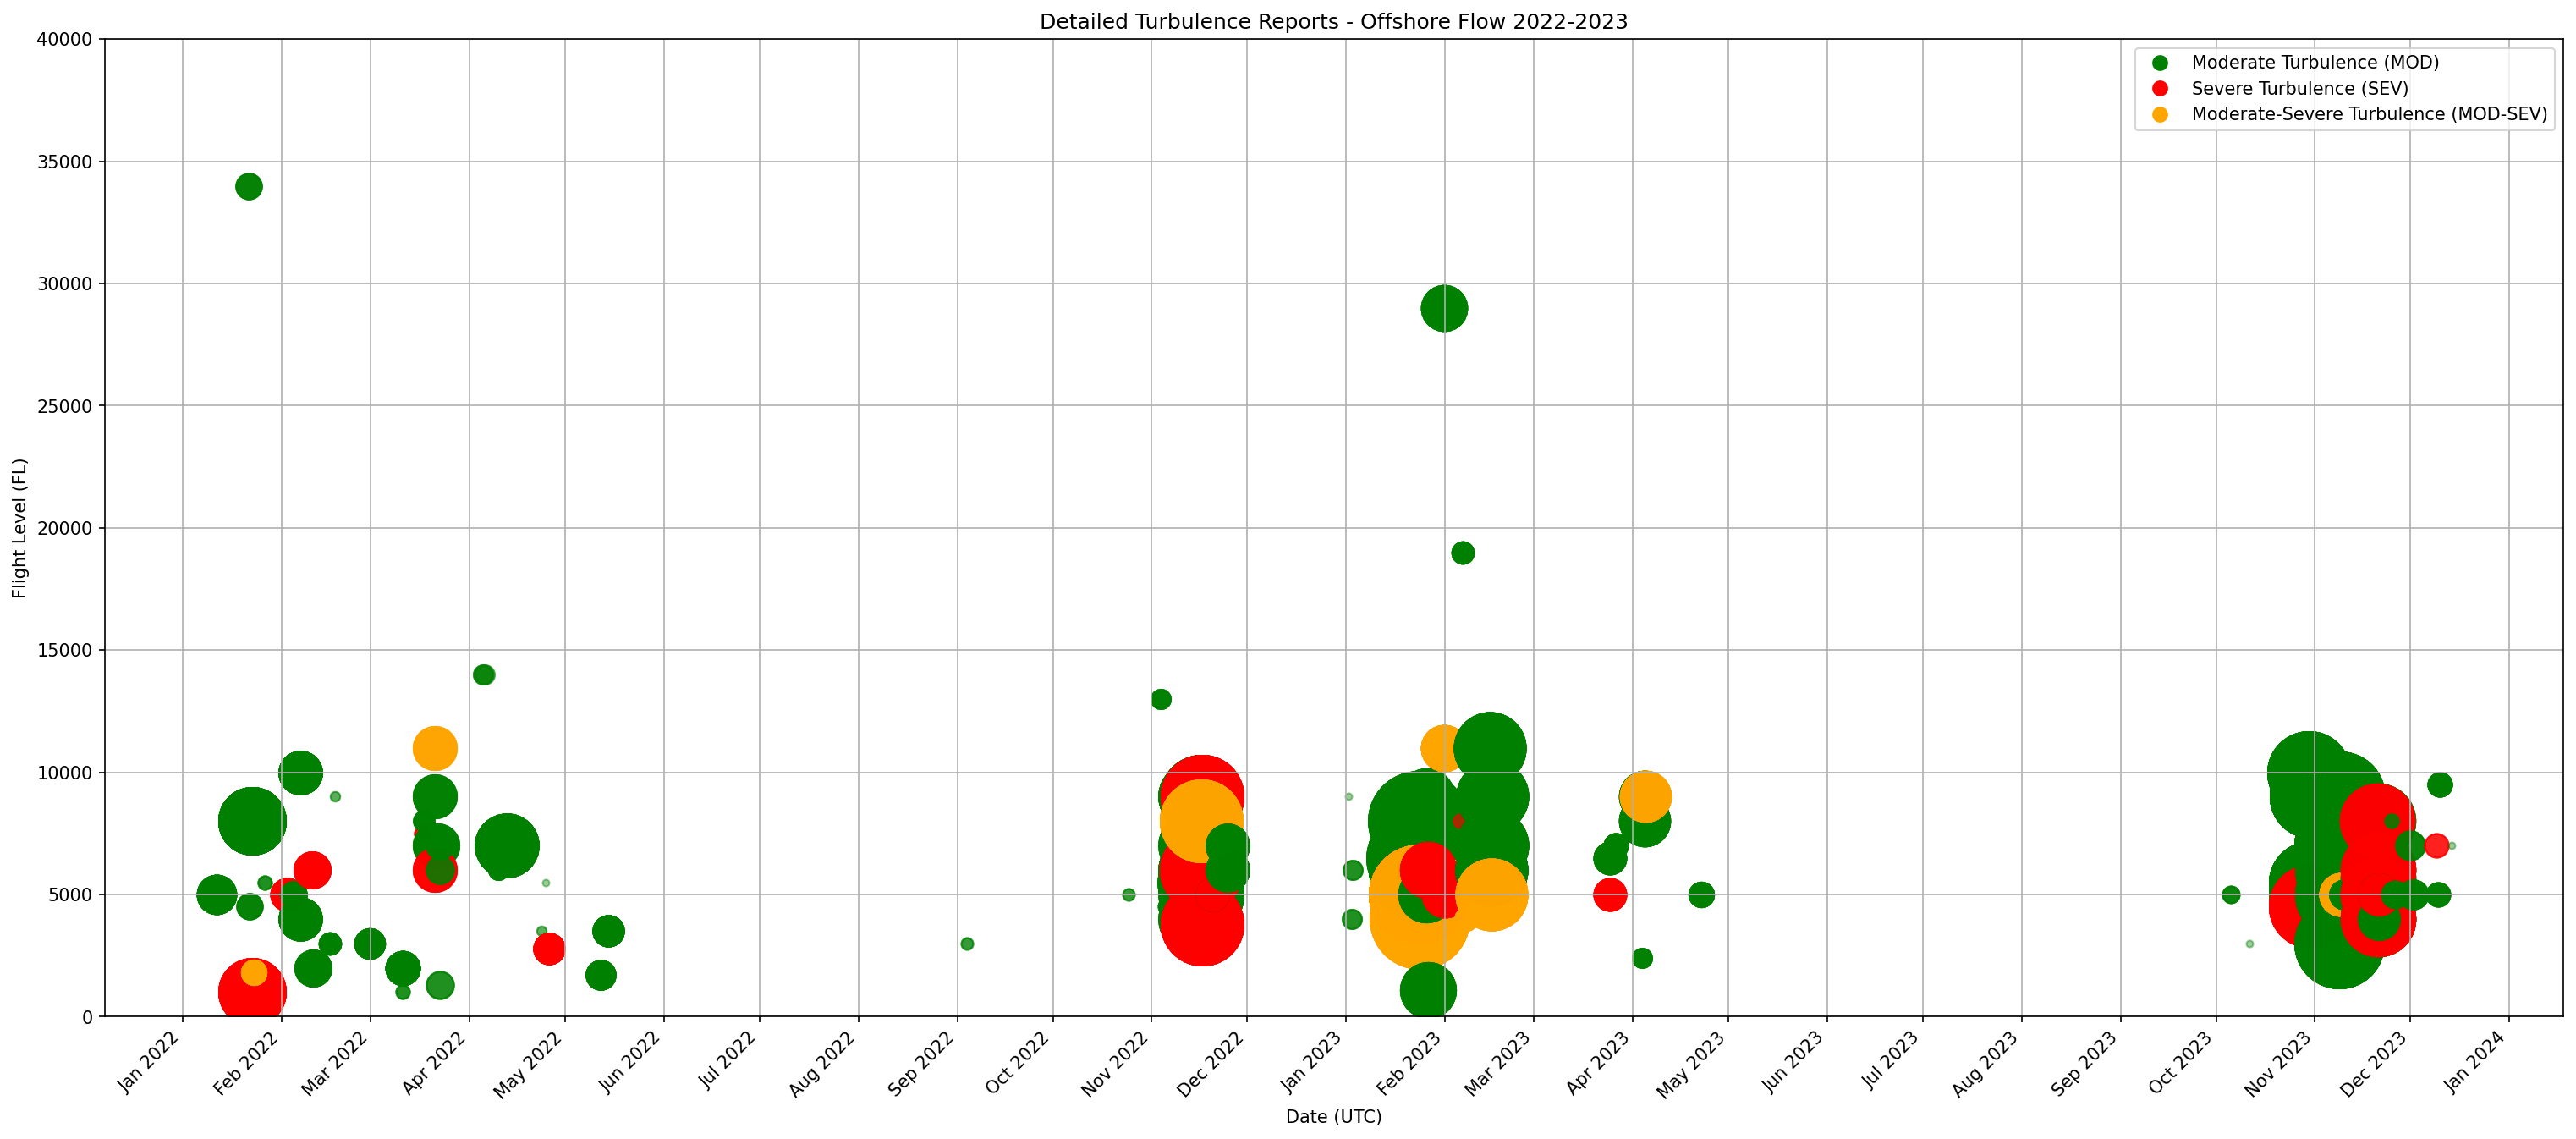 Detailed Turbulence Reports - Offshore Flow 2022-2023
Moderate Turbulence (MOD)
Severe Turbulence (SEV)
Moderate-Severe Turbulence (MOD-SEV)
Flight Level (FL)
40000
35000
30000
25000
20000
15000
10000
5000
0
Jan 2022
Feb 2022
Mar 2022
Apr 2022
May 2022
Jun 2022
Jul 2022
Aug 2022
Sep 2022
Oct 2022
Nov 2022
Dec 2022
Jan 2023
Feb 2023
Mar 2023
Apr 2023
May 2023
Jun 2023
Jul 2023
Aug 2023
Sep 2023
Oct 2023
Nov 2023
Dec 2023
Jan 2024
Date (UTC)